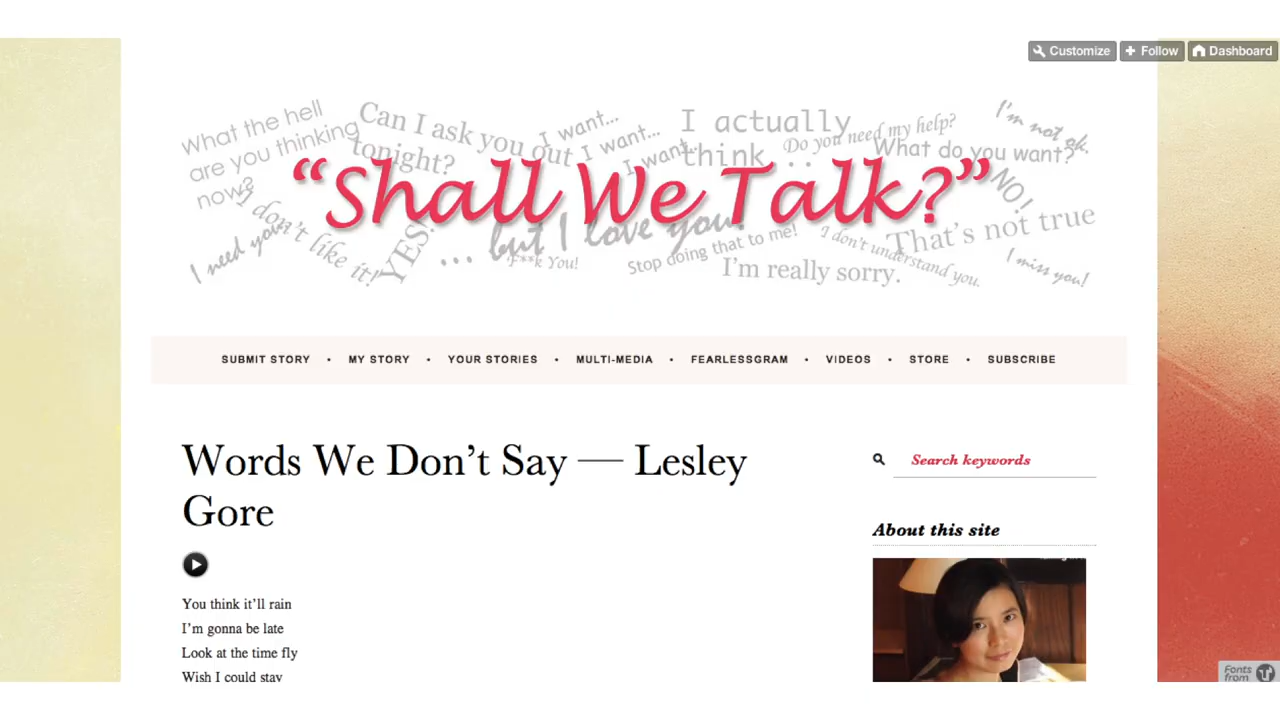 Customize
Follow
Dashboard
What the hell
are you thinking
now?
Can I ask you out
tonight?
I want...
I want...
I want...
I actually
think...
Do you need my help?
What do you want?
I'm not ok.
NO!
"Shall We Talk?"
I need you!
I don't like it!
YES!
... but I love you!
F**k You!
Stop doing that to me!
I'm really sorry.
I don't understand you.
That's not true
I miss you!
SUBMIT STORY • MY STORY • YOUR STORIES • MULTI-MEDIA • FEARLESSGRAM • VIDEOS • STORE • SUBSCRIBE
Words We Don't Say — Lesley
Gore
Search keywords
About this site
You think it'll rain
I'm gonna be late
Look at the time fly
Wish I could stay
Fonts
from